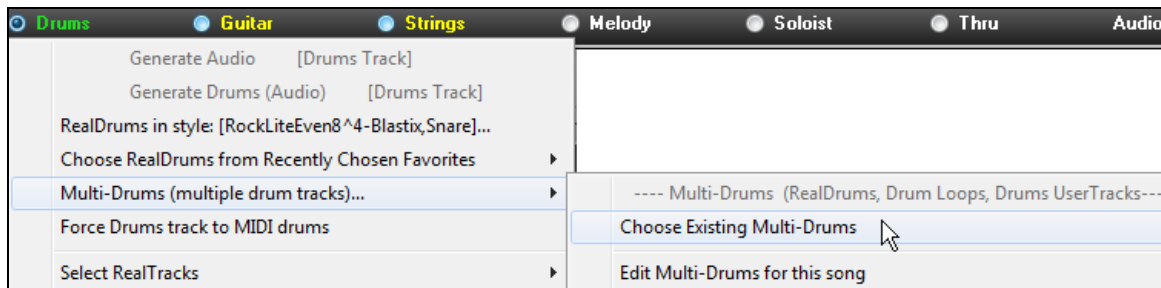 Drums Guitar Strings Melody Soloist Thru Audio
Generate Audio [Drums Track]
Generate Drums (Audio) [Drums Track]
RealDrums in style: [RockLiteEven8^4-Blastix,Snare]...
Choose RealDrums from Recently Chosen Favorites
Multi-Drums (multiple drum tracks)...
Force Drums track to MIDI drums
Select RealTracks
---- Multi-Drums (RealDrums, Drum Loops, Drums UserTracks---
Choose Existing Multi-Drums
Edit Multi-Drums for this song